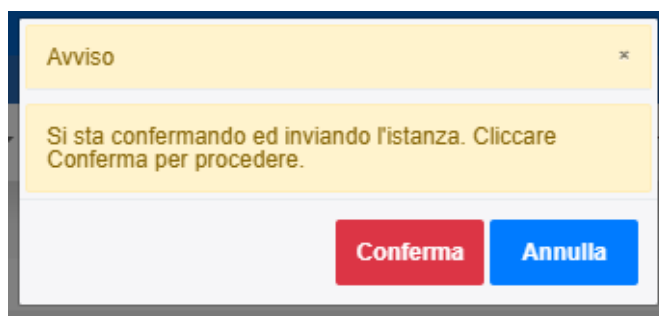 Avviso ×
Si sta confermando ed inviando l'istanza. Cliccare
Conferma per procedere.
Conferma Annulla